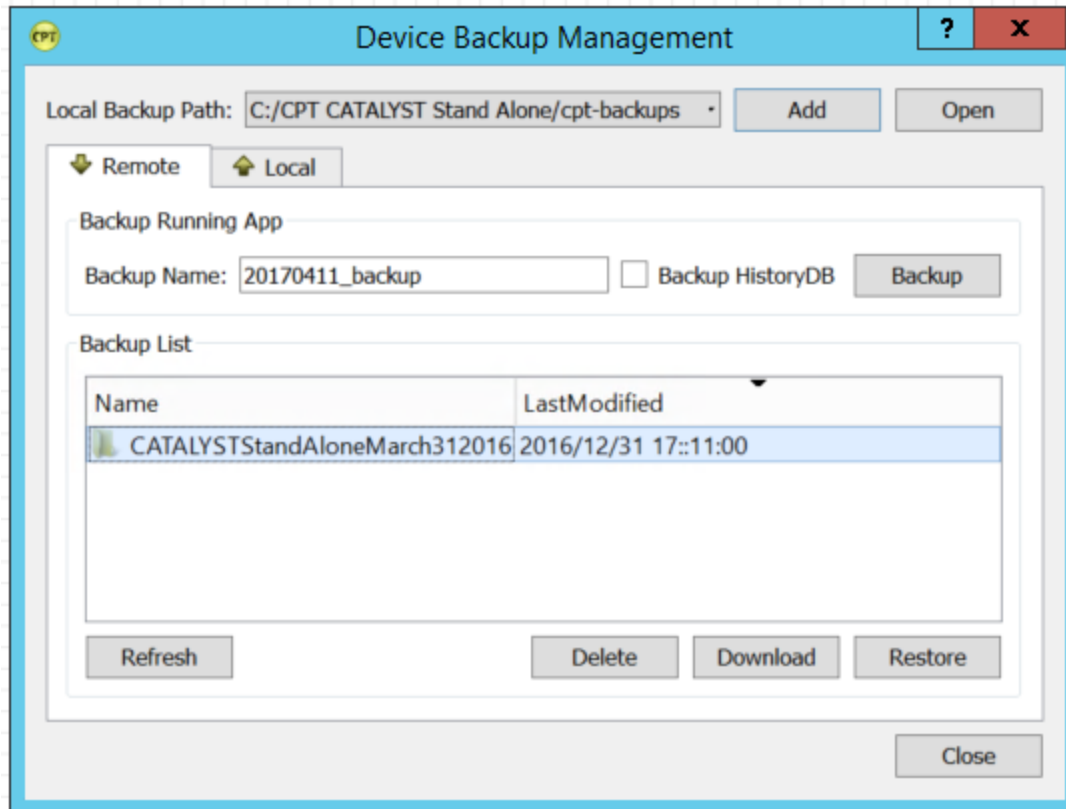 CPT Device Backup Management ? X
Local Backup Path: C:/CPT CATALYST Stand Alone/cpt-backups Add Open
Remote Local
Backup Running App
Backup Name: 20170411_backup Backup HistoryDB Backup
Backup List
Name LastModified
CATALYSTStandAloneMarch312016 2016/12/31 17::11:00
Refresh Delete Download Restore
Close